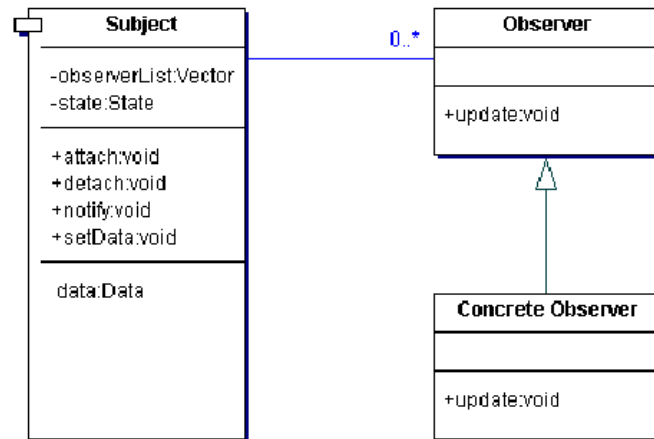 Subject
-observerList:Vector
-state:State
+attach:void
+detach:void
+notify:void
+setData:void
data:Data
0..*
Observer
+update:void
Concrete Observer
+update:void